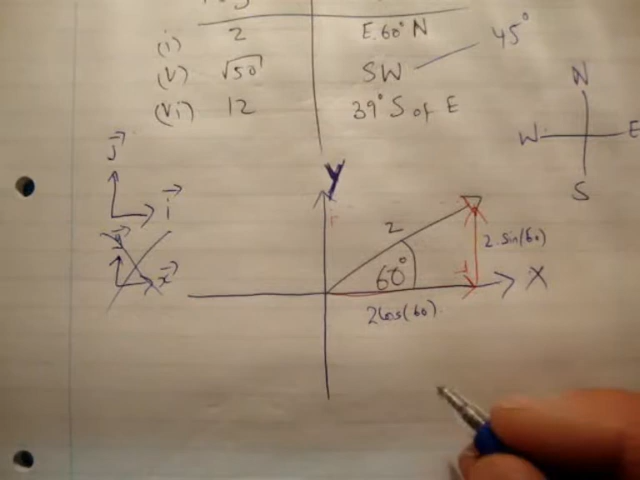 (i) 2 E.60°N 45°
(v) √50 SW
(vi) 12 39°S of E
N
W E
S
j
i
Y
2
60°
2.sin(60)
X
2cos(60)
x